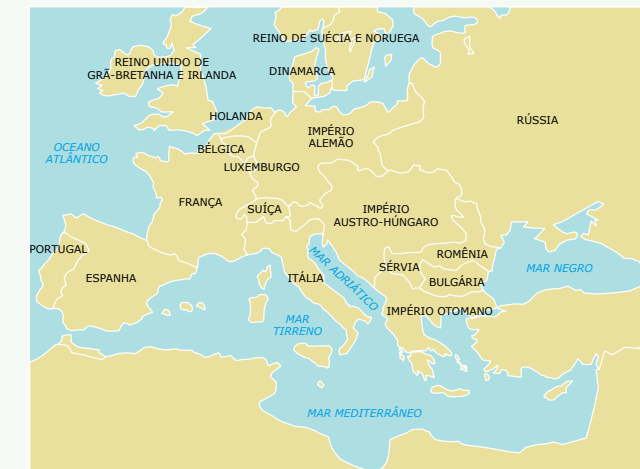 REINO DE SUÉCIA E NORUEGA
REINO UNIDO DE
GRÃ-BRETANHA E IRLANDA
DINAMARCA
HOLANDA
RÚSSIA
IMPÉRIO
ALEMÃO
OCEANO
ATLÂNTICO
BÉLGICA
LUXEMBURGO
FRANÇA
SUÍÇA
IMPÉRIO
AUSTRO-HÚNGARO
PORTUGAL
ESPANHA
ITÁLIA
MAR ADRIÁTICO
SÉRVIA
ROMÊNIA
BULGÁRIA
MAR NEGRO
IMPÉRIO OTOMANO
MAR
TIRRENO
MAR MEDITERRÂNEO